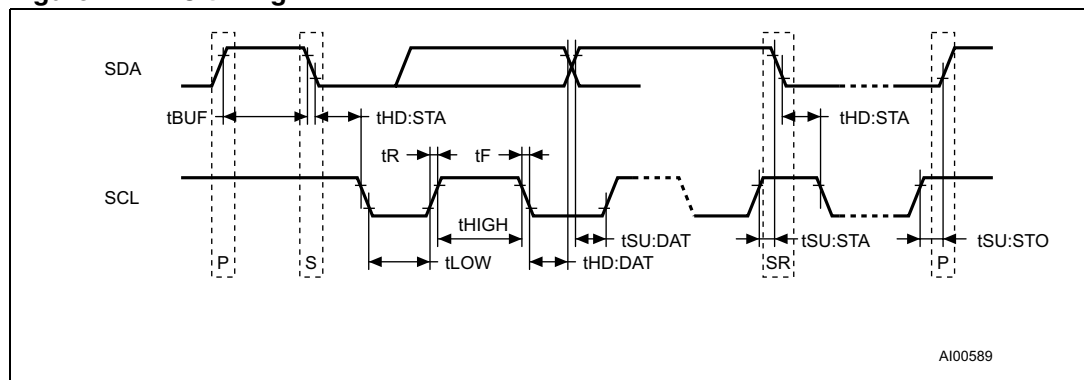 SDA
tBUF
tHD:STA
tHD:STA
tR
tF
SCL
tHIGH
tSU:DAT
tSU:STA
tSU:STO
P
S
tLOW
tHD:DAT
SR
P
AI00589